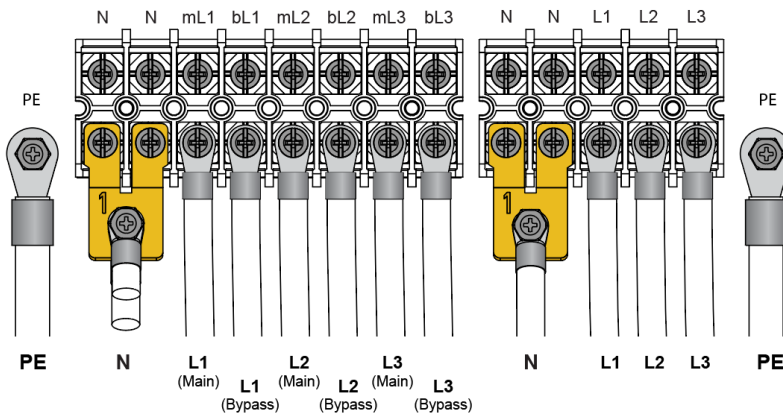 N N mL1 bL1 mL2 bL2 mL3 bL3 N N L1 L2 L3
PE PE
1 1
PE N L1 L2 L3 N L1 L2 L3 PE
(Main) (Main) (Main)
L1 L2 L3
(Bypass) (Bypass) (Bypass)